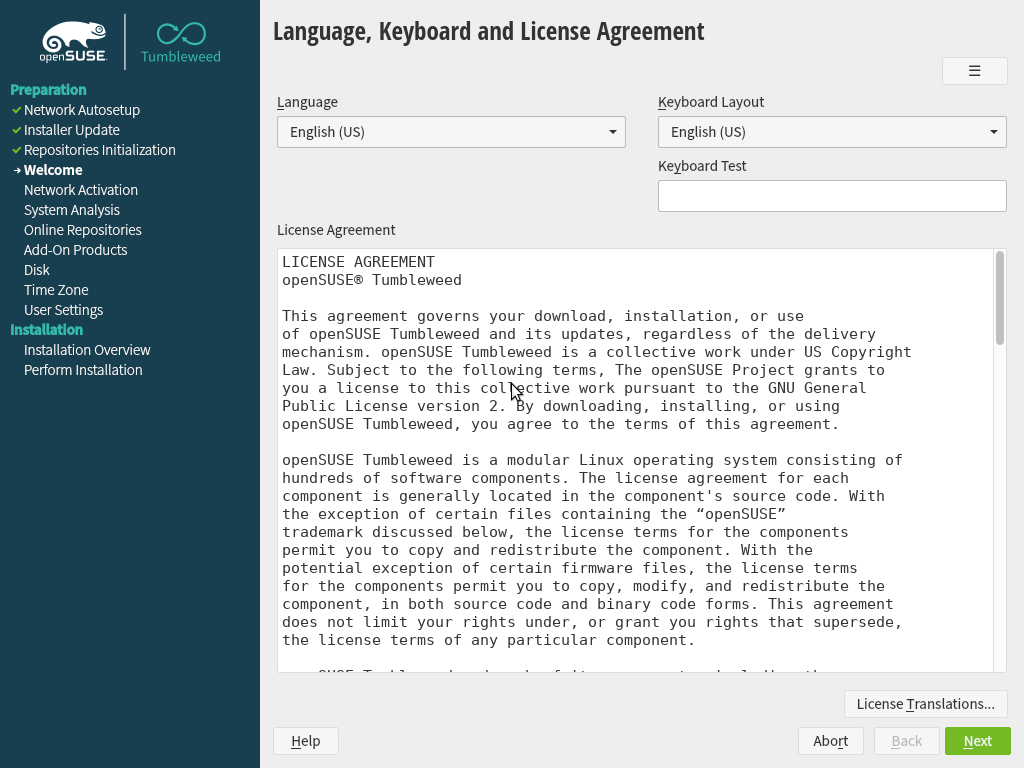 openSUSE
Tumbleweed
Preparation
Network Autosetup
Installer Update
Repositories Initialization
Welcome
Network Activation
System Analysis
Online Repositories
Add-On Products
Disk
Time Zone
User Settings
Installation
Installation Overview
Perform Installation
Language, Keyboard and License Agreement
Language
Keyboard Layout
English (US)
English (US)
Keyboard Test
License Agreement
LICENSE AGREEMENT
openSUSE® Tumbleweed
This agreement governs your download, installation, or use
of openSUSE Tumbleweed and its updates, regardless of the delivery
mechanism. openSUSE Tumbleweed is a collective work under US Copyright
Law. Subject to the following terms, The openSUSE Project grants to
you a license to this collective work pursuant to the GNU General
Public License version 2. By downloading, installing, or using
openSUSE Tumbleweed, you agree to the terms of this agreement.
openSUSE Tumbleweed is a modular Linux operating system consisting of
hundreds of software components. The license agreement for each
component is generally located in the component's source code. With
the exception of certain files containing the “openSUSE”
trademark discussed below, the license terms for the components
permit you to copy and redistribute the component. With the
potential exception of certain firmware files, the license terms
for the components permit you to copy, modify, and redistribute the
component, in both source code and binary code forms. This agreement
does not limit your rights under, or grant you rights that supersede,
the license terms of any particular component.
License Translations...
Help
Abort
Back
Next